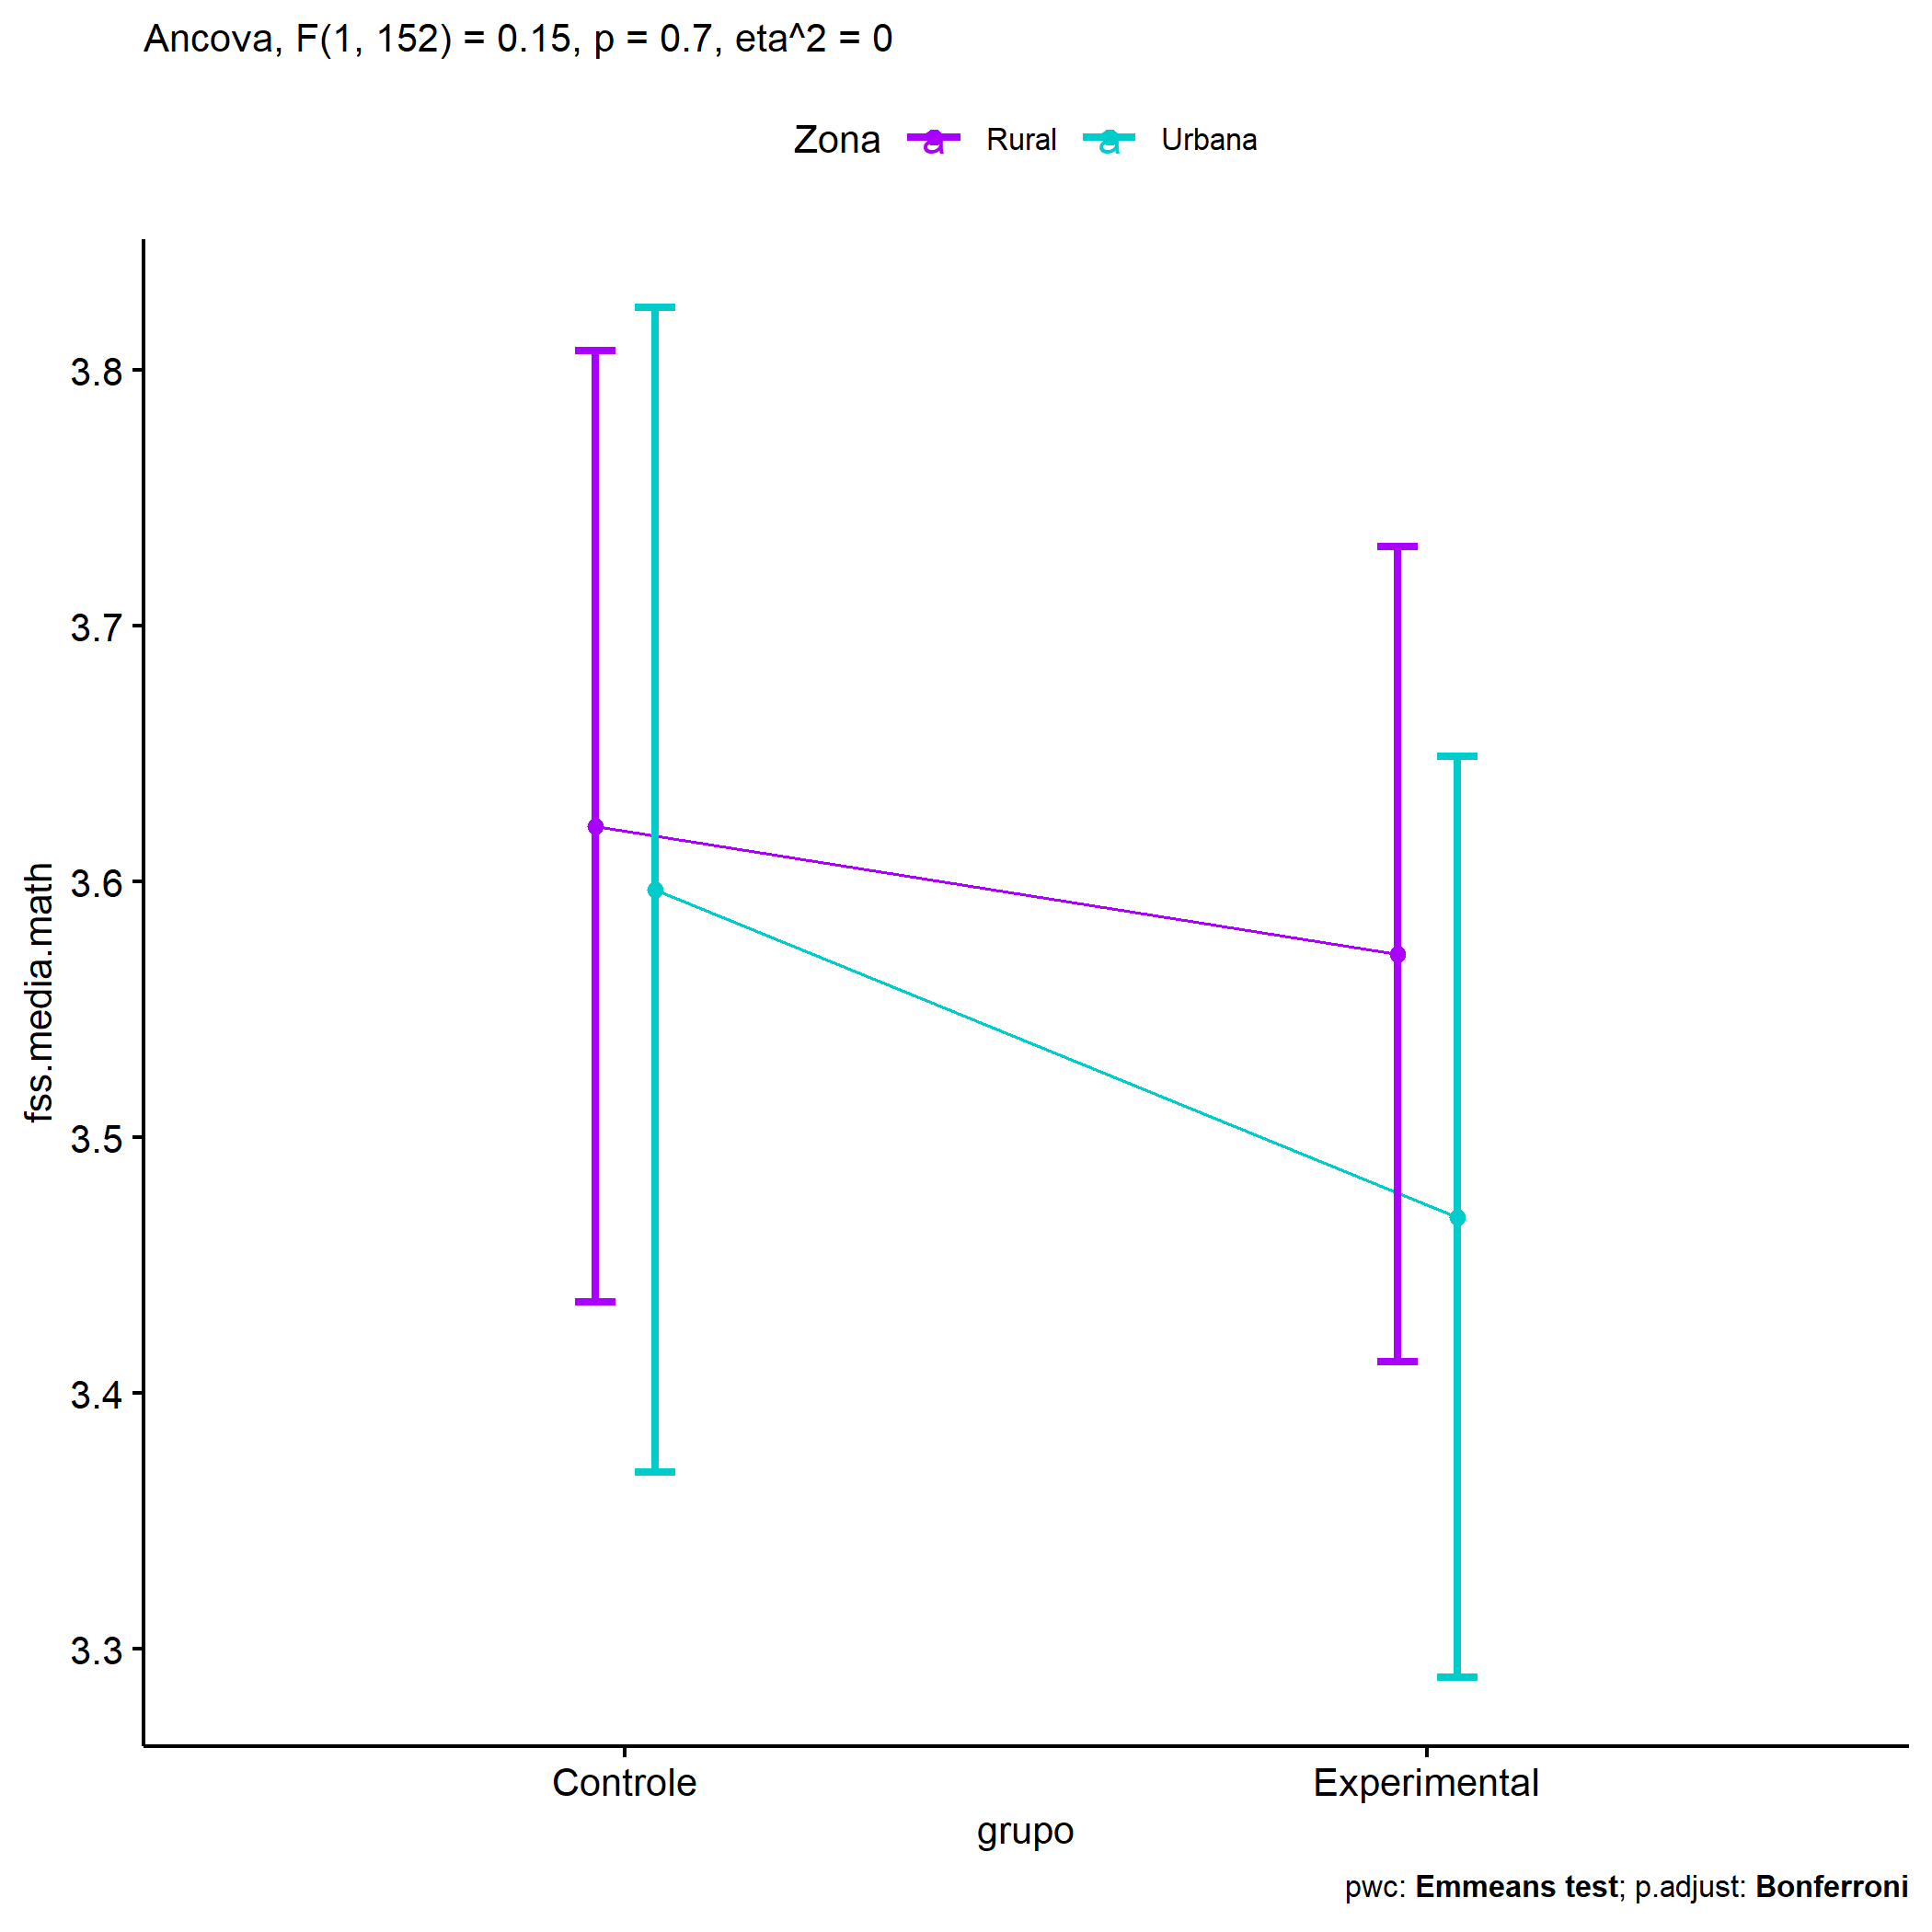 Ancova, F(1, 152) = 0.15, p = 0.7, eta^2 = 0
Zona a Rural a Urbana
fss.media.math
3.8
3.7
3.6
3.5
3.4
3.3
Controle Experimental
grupo
pwc: Emmeans test; p.adjust: Bonferroni